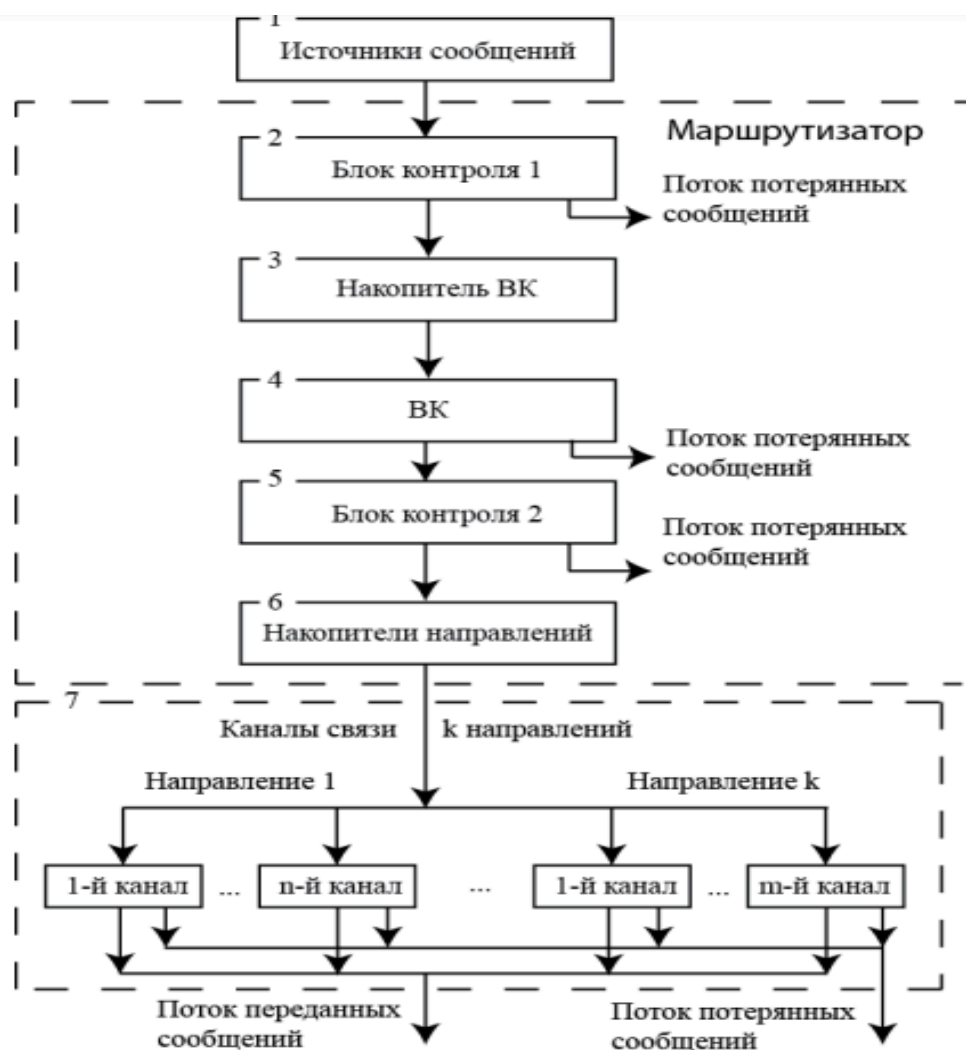 1
Источники сообщений
Маршрутизатор
2
Блок контроля 1
Поток потерянных
сообщений
3
Накопитель ВК
4
ВК
Поток потерянных
сообщений
5
Блок контроля 2
Поток потерянных
сообщений
6
Накопители направлений
7
Каналы связи
k направлений
Направление 1
Направление k
1-й канал
...
n-й канал
...
1-й канал
...
m-й канал
Поток переданных
сообщений
Поток потерянных
сообщений